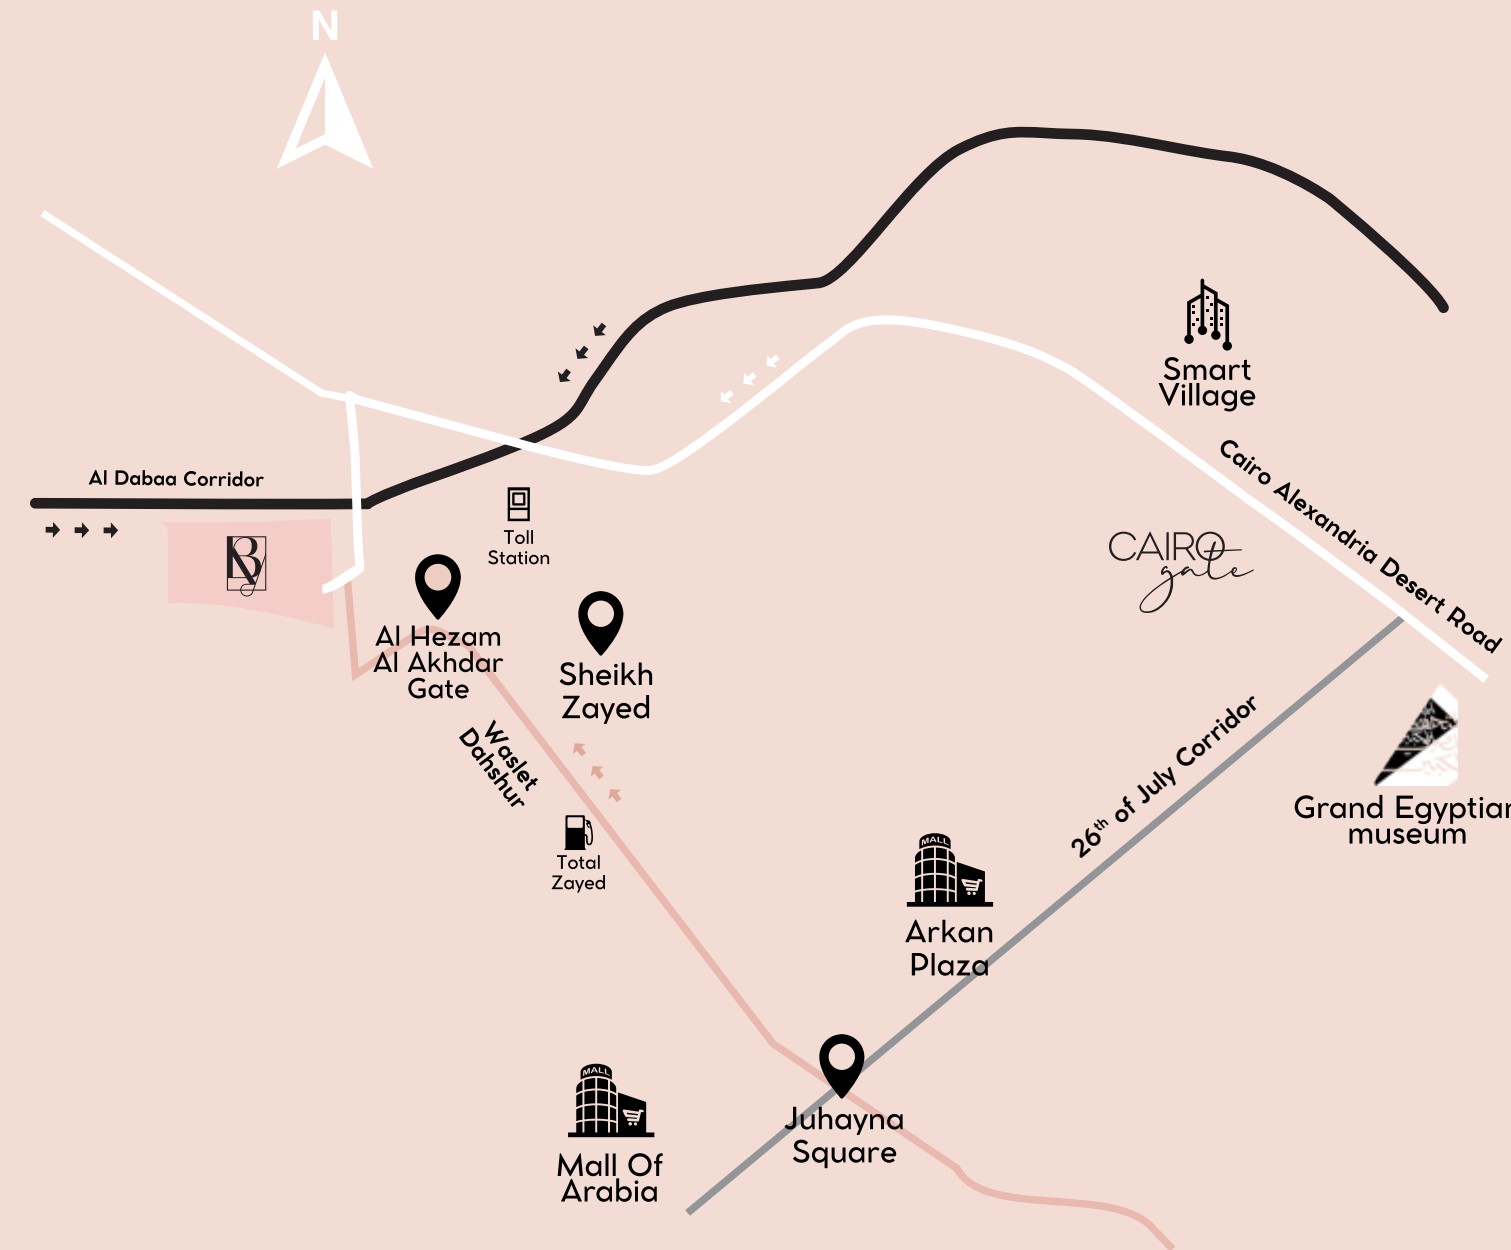 N
Smart
Village
Cairo Alexandria Desert Road
Al Dabaa Corridor
Toll
Station
CAIRO
gate
Al Hezam
Al Akhdar
Gate
Sheikh
Zayed
Waslet
Dahshur
26th of July Corridor
Grand Egyptian
museum
Total
Zayed
MALL
Arkan
Plaza
MALL
Mall Of
Arabia
Juhayna
Square